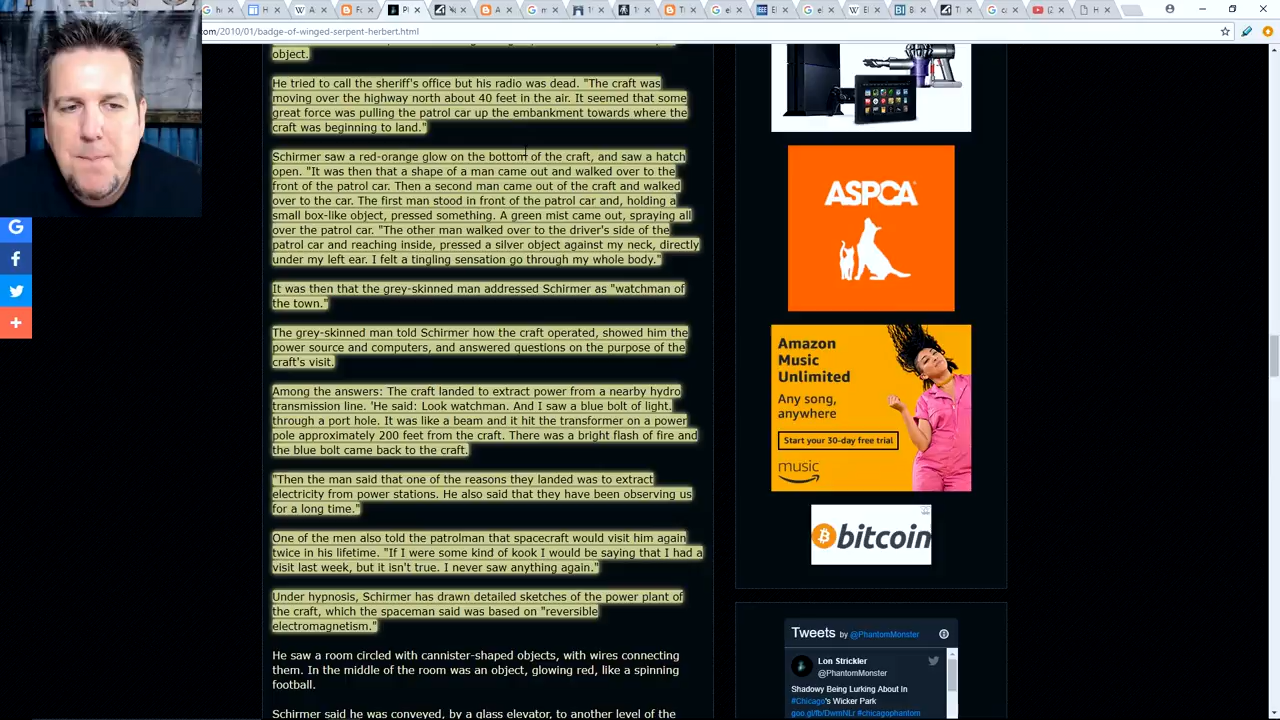 com/2010/01/badge-of-winged-serpent-herbert.html
object.
He tried to call the sheriff's office but his radio was dead. "The craft was
moving over the highway north about 40 feet in the air. It seemed that some
great force was pulling the patrol car up the embankment towards where the
craft was beginning to land."
Schirmer saw a red-orange glow on the bottom of the craft, and saw a hatch
open. "It was then that a shape of a man came out and walked over to the
front of the patrol car. Then a second man came out of the craft and walked
over to the car. The first man stood in front of the patrol car and, holding a
small box-like object, pressed something. A green mist came out, spraying all
over the patrol car. "The other man walked over to the driver's side of the
patrol car and reaching inside, pressed a silver object against my neck, directly
under my left ear. I felt a tingling sensation go through my whole body."
It was then that the grey-skinned man addressed Schirmer as "watchman of
the town."
The grey-skinned man told Schirmer how the craft operated, showed him the
power source and computers, and answered questions on the purpose of the
craft's visit.
Among the answers: The craft landed to extract power from a nearby hydro
transmission line. 'He said: Look watchman. And I saw a blue bolt of light.
through a port hole. It was like a beam and it hit the transformer on a power
pole approximately 200 feet from the craft. There was a bright flash of fire and
the blue bolt came back to the craft.
"Then the man said that one of the reasons they landed was to extract
electricity from power stations. He also said that they have been observing us
for a long time."
One of the men also told the patrolman that spacecraft would visit him again
twice in his lifetime. "If I were some kind of kook I would be saying that I had a
visit last week, but it isn't true. I never saw anything again."
Under hypnosis, Schirmer has drawn detailed sketches of the power plant of
the craft, which the spaceman said was based on "reversible
electromagnetism."
He saw a room circled with cannister-shaped objects, with wires connecting
them. In the middle of the room was an object, glowing red, like a spinning
football.
Schirmer said he was conveyed, by a glass elevator, to another level of the
ASPCA
Amazon
Music
Unlimited
Any song,
anywhere
Start your 30-day free trial
music
bitcoin
Tweets by @PhantomMonster
Lon Strickler
@PhantomMonster
Shadowy Being Lurking About In
#Chicago's Wicker Park
goo.gl/fb/DwmNLr #chicagophantom